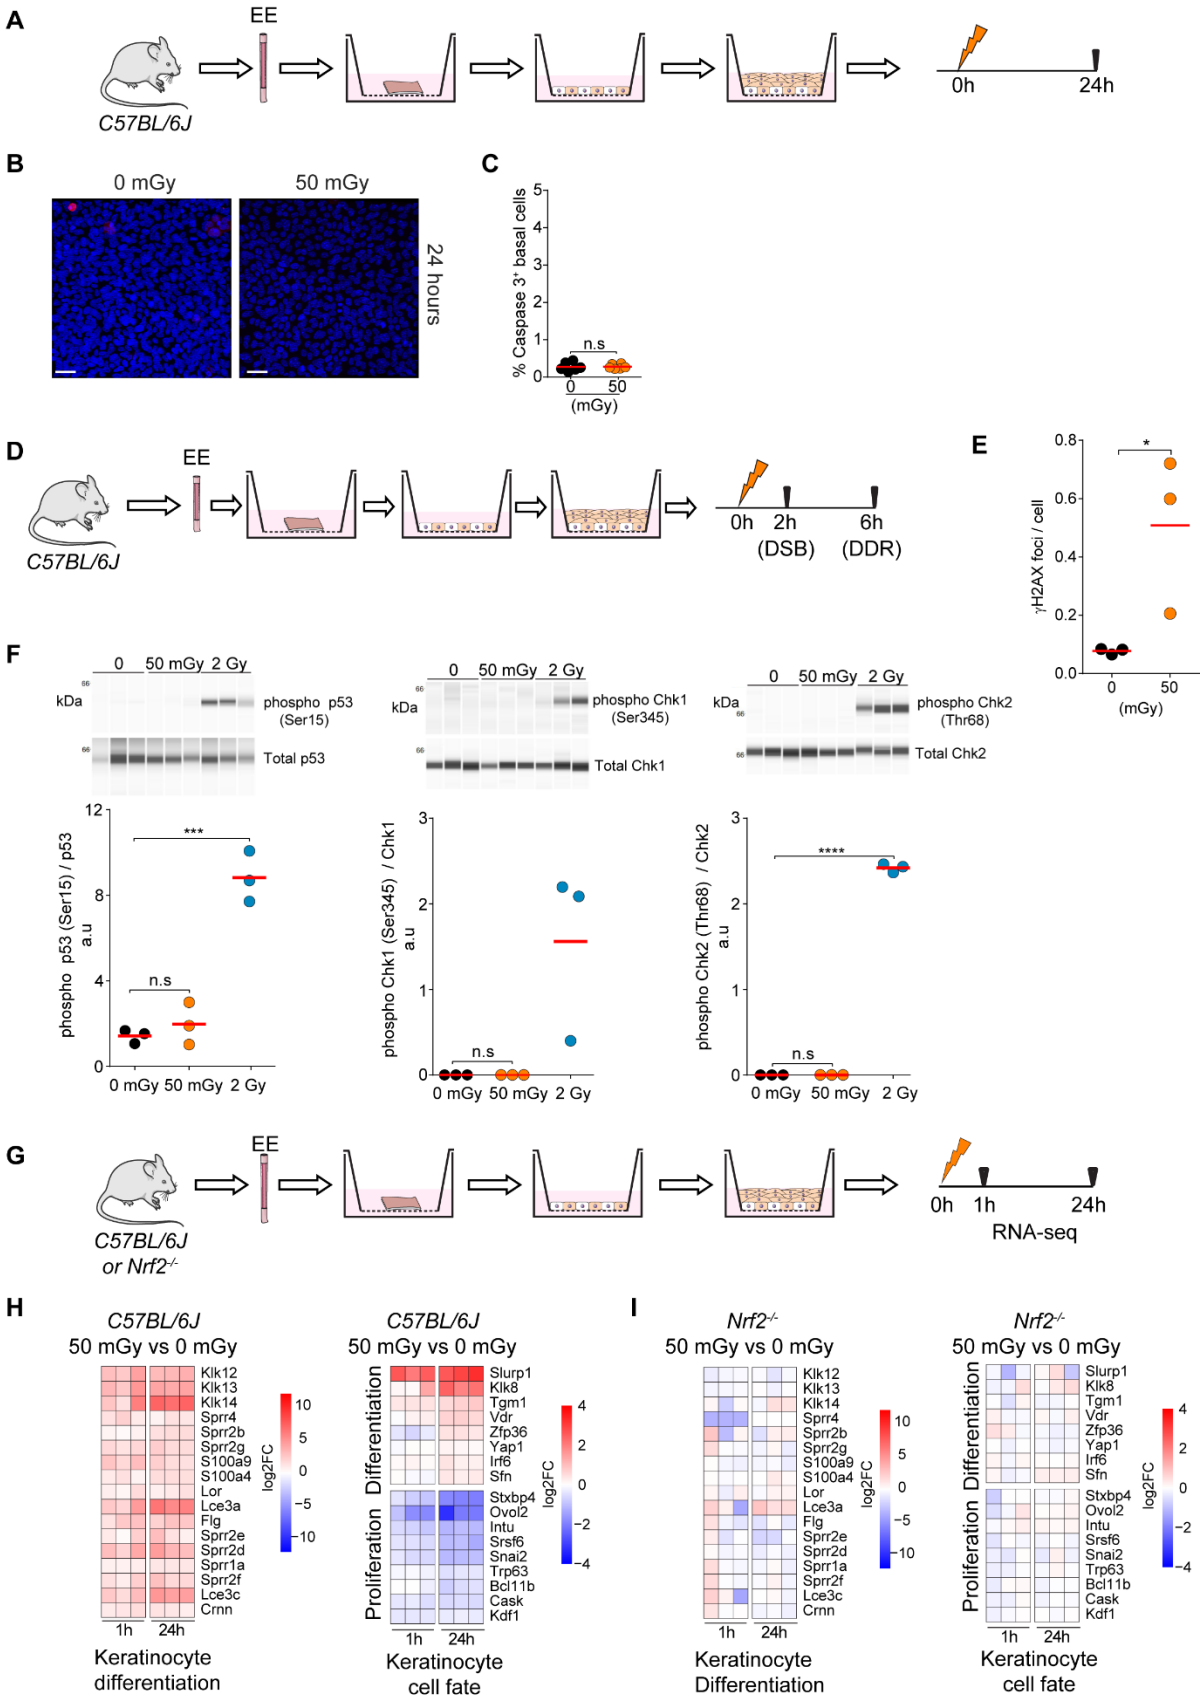 A
EE
C57BL/6J
0h
24h
B
0 mGy
50 mGy
24 hours
C
% Caspase 3+ basal cells
5
4
3
2
1
0
n.s
0
50
(mGy)
D
EE
C57BL/6J
0h
2h
6h
(DSB)
(DDR)
E
γH2AX foci / cell
0.8
0.6
0.4
0.2
0.0
*
0
50
(mGy)
F
0
50 mGy
2 Gy
66
kDa
phospho p53
(Ser15)
66
Total p53
0
50 mGy
2 Gy
66
kDa
phospho Chk1
(Ser345)
66
Total Chk1
0
50 mGy
2 Gy
kDa
66
phospho Chk2
(Thr68)
66
Total Chk2
phospho p53 (Ser15) / p53
a.u
12
8
4
0
***
n.s
0 mGy
50 mGy
2 Gy
phospho Chk1 (Ser345) / Chk1
a.u
3
2
1
0
n.s
0 mGy
50 mGy
2 Gy
phospho Chk2 (Thr68) / Chk2
a.u
3
2
1
0
****
n.s
0 mGy
50 mGy
2 Gy
G
EE
C57BL/6J
or Nrf2-/-
0h
1h
24h
RNA-seq
H
C57BL/6J
50 mGy vs 0 mGy
Klk12
Klk13
Klk14
Sprr4
Sprr2b
Sprr2g
S100a9
S100a4
Lor
Lce3a
Flg
Sprr2e
Sprr2d
Sprr1a
Sprr2f
Lce3c
Crnn
1h
24h
Keratinocyte
differentiation
10
5
0
−5
−10
log2FC
C57BL/6J
50 mGy vs 0 mGy
Differentiation
Proliferation
Slurp1
Klk8
Tgm1
Vdr
Zfp36
Yap1
Irf6
Sfn
Stxbp4
Ovol2
Intu
Srsf6
Snai2
Trp63
Bcl11b
Cask
Kdf1
1h
24h
Keratinocyte
cell fate
4
2
0
−2
−4
log2FC
I
Nrf2-/-
50 mGy vs 0 mGy
Klk12
Klk13
Klk14
Sprr4
Sprr2b
Sprr2g
S100a9
S100a4
Lor
Lce3a
Flg
Sprr2e
Sprr2d
Sprr1a
Sprr2f
Lce3c
Crnn
1h
24h
Keratinocyte
Differentiation
10
5
0
−5
−10
log2FC
Nrf2-/-
50 mGy vs 0 mGy
Slurp1
Klk8
Tgm1
Vdr
Zfp36
Yap1
Irf6
Sfn
Stxbp4
Ovol2
Intu
Srsf6
Snai2
Trp63
Bcl11b
Cask
Kdf1
1h
24h
Keratinocyte
cell fate
4
2
0
−2
−4
log2FC